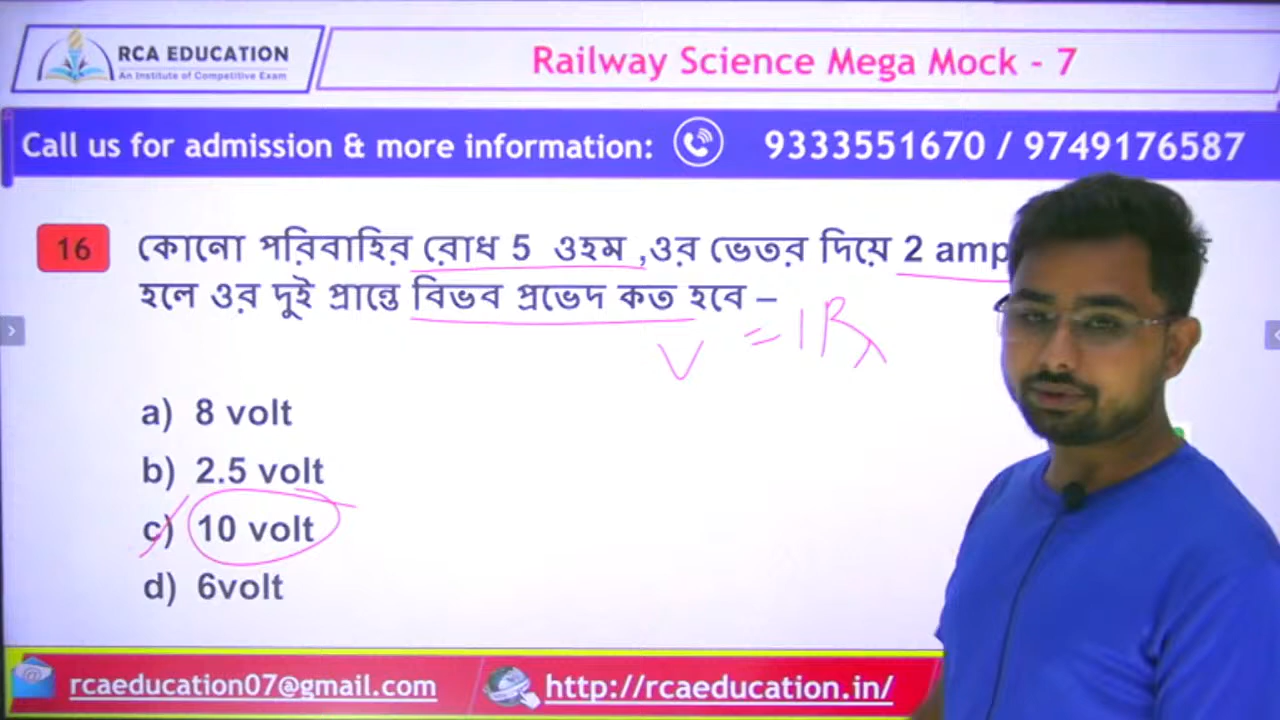 RCA EDUCATION
An Institute of Competitive Exam
Railway Science Mega Mock - 7
Call us for admission & more information: 9333551670 / 9749176587
16 কোনো পরিবাহির রোধ 5 ওহম ,ওর ভেতর দিয়ে 2 amp
হলে ওর দুই প্রান্তে বিভব প্রভেদ কত হবে –
V = IR
a) 8 volt
b) 2.5 volt
c) 10 volt
d) 6volt
rcaeducation07@gmail.com http://rcaeducation.in/